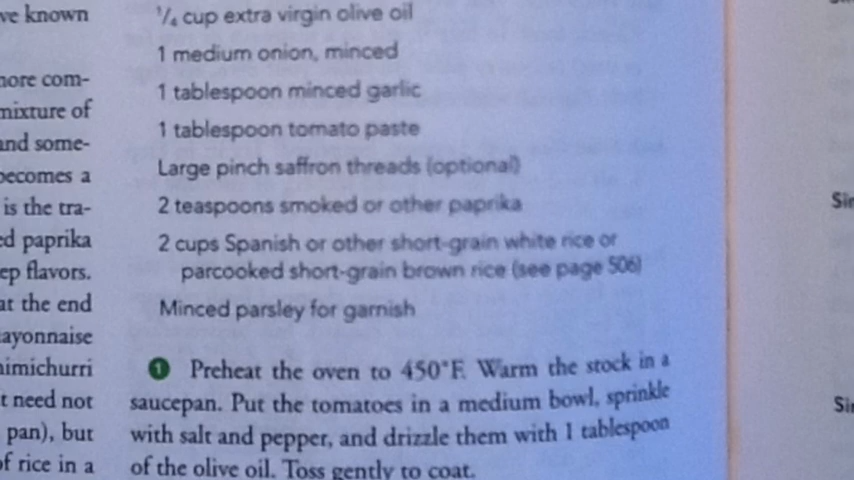 ve known
nore com-
mixture of
and some-
becomes a
is the tra-
ed paprika
ep flavors.
at the end
ayonnaise
nimichurri
t need not
pan), but
of rice in a
1/4 cup extra virgin olive oil
1 medium onion, minced
1 tablespoon minced garlic
1 tablespoon tomato paste
Large pinch saffron threads (optional)
2 teaspoons smoked or other paprika
2 cups Spanish or other short-grain white rice or
parcooked short-grain brown rice (see page 506)
Minced parsley for garnish
1 Preheat the oven to 450°F. Warm the stock in a
saucepan. Put the tomatoes in a medium bowl, sprinkle
with salt and pepper, and drizzle them with 1 tablespoon
of the olive oil. Toss gently to coat.
Sin
Sin